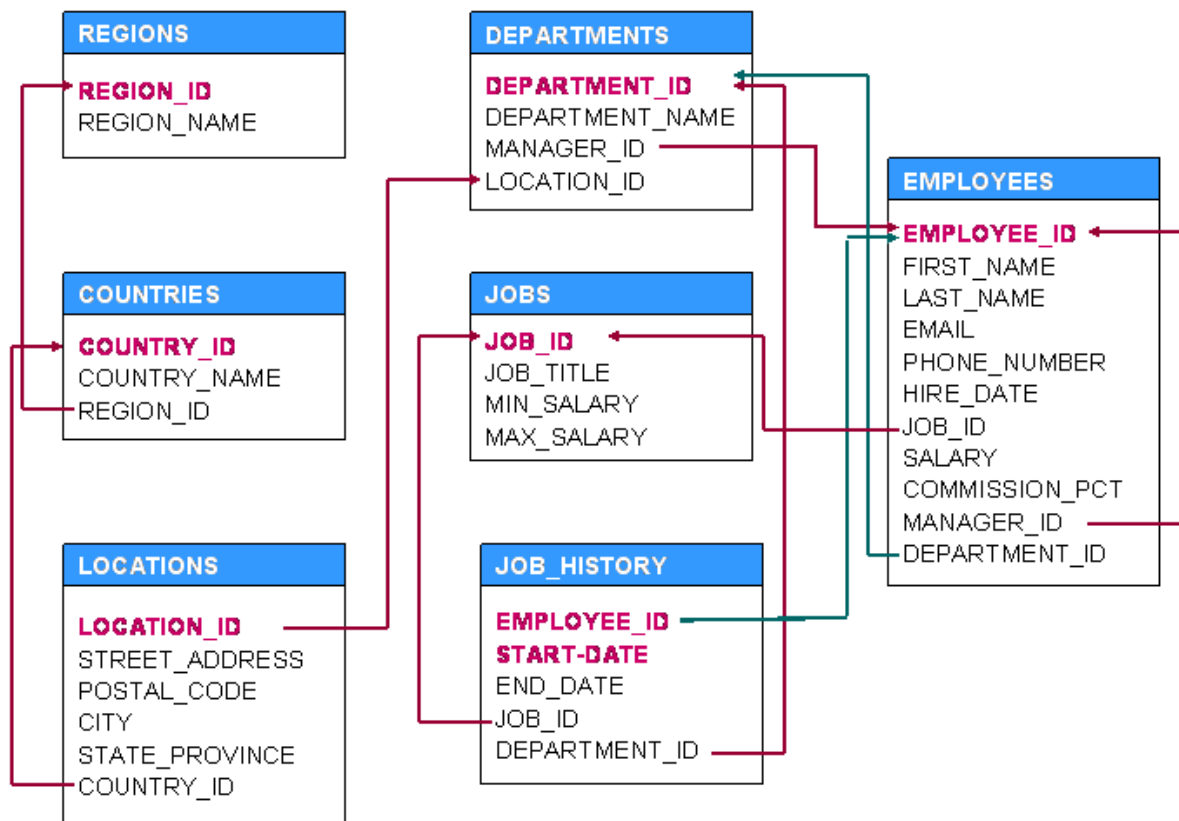 REGIONS
REGION_ID
REGION_NAME
DEPARTMENTS
DEPARTMENT_ID
DEPARTMENT_NAME
MANAGER_ID
LOCATION_ID
EMPLOYEES
EMPLOYEE_ID
FIRST_NAME
LAST_NAME
EMAIL
PHONE_NUMBER
HIRE_DATE
JOB_ID
SALARY
COMMISSION_PCT
MANAGER_ID
DEPARTMENT_ID
COUNTRIES
COUNTRY_ID
COUNTRY_NAME
REGION_ID
JOBS
JOB_ID
JOB_TITLE
MIN_SALARY
MAX_SALARY
LOCATIONS
LOCATION_ID
STREET_ADDRESS
POSTAL_CODE
CITY
STATE_PROVINCE
COUNTRY_ID
JOB_HISTORY
EMPLOYEE_ID
START-DATE
END_DATE
JOB_ID
DEPARTMENT_ID